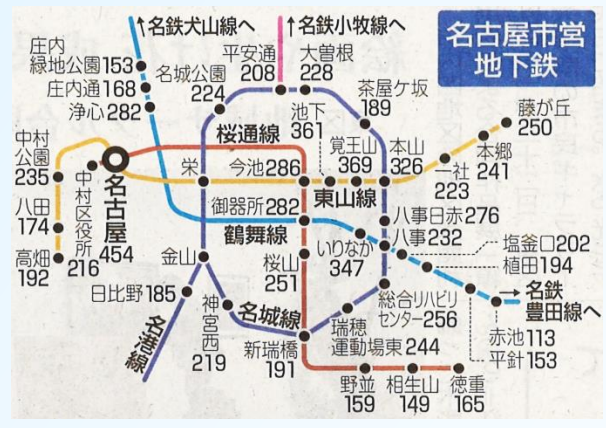 名古屋市営
地下鉄
↑名鉄犬山線へ
↑名鉄小牧線へ
庄内
緑地公園153
庄内通168
浄心282
平安通
208
大曽根
228
名城公園
224
池下
361
茶屋ケ坂
189
藤が丘
250
中村
公園
235
桜通線
覚王山
369
本山
326
本郷
241
一社
223
栄
今池286
東山線
八田
174
中村区役所
216
名古屋
454
高畑
192
御器所282
鶴舞線
いりなか
347
八事日赤276
八事232
塩釜口202
植田194
金山
桜山
251
日比野185
名港線
神宮西
219
名城線
新瑞橋
191
総合リハビリ
センター256
瑞穂
運動場東244
→
名鉄
豊田線へ
赤池113
平針153
野並
159
相生山
149
徳重
165